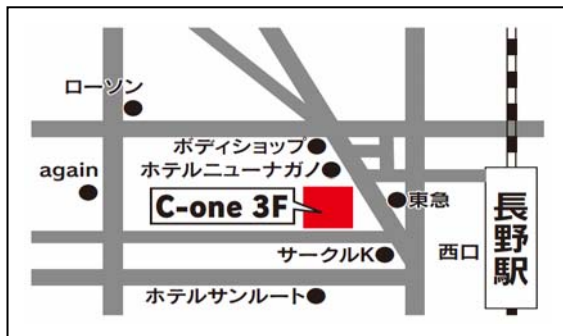 ローソン
ボディショップ
ホテルニューナガノ
again
C-one 3F
東急
長野駅
西口
サークルK
ホテルサンルート